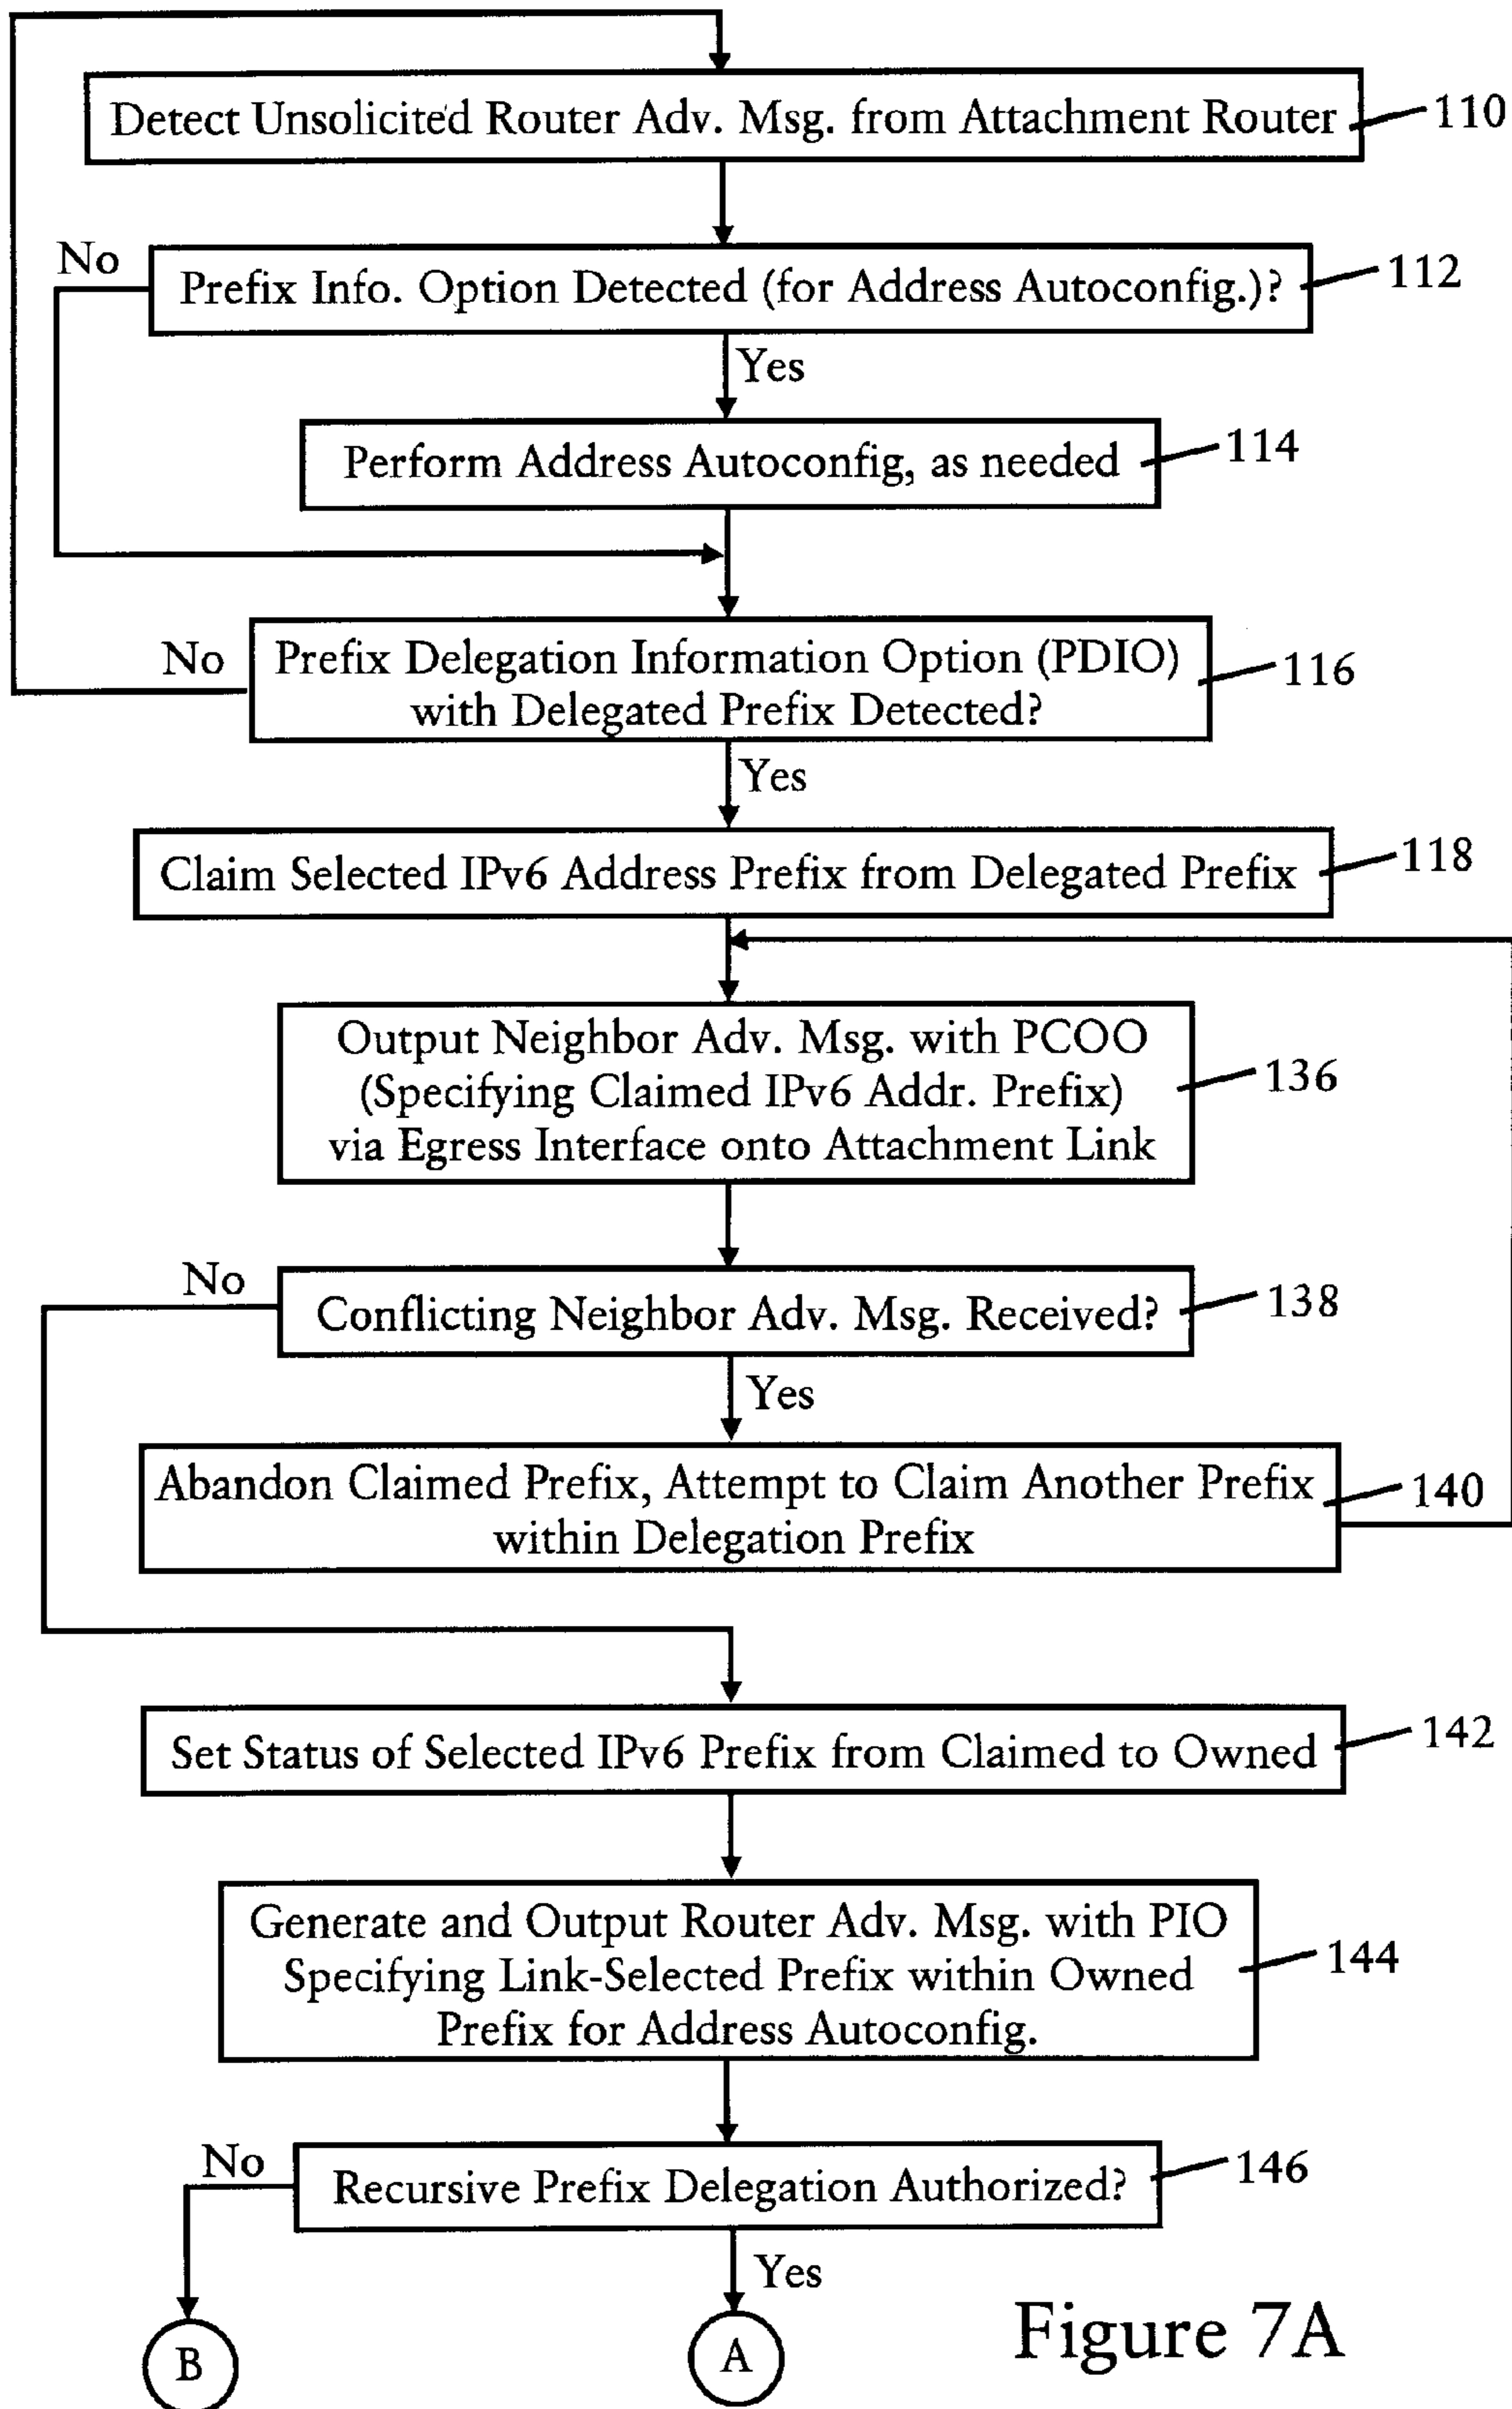 Detect Unsolicited Router Adv. Msg. from Attachment Router
110
No
Prefix Info. Option Detected (for Address Autoconfig.)?
112
Yes
Perform Address Autoconfig, as needed
114
No
Prefix Delegation Information Option (PDIO)
with Delegated Prefix Detected?
116
Yes
Claim Selected IPv6 Address Prefix from Delegated Prefix
118
Output Neighbor Adv. Msg. with PCOO
(Specifying Claimed IPv6 Addr. Prefix)
via Egress Interface onto Attachment Link
136
No
Conflicting Neighbor Adv. Msg. Received?
138
Yes
Abandon Claimed Prefix, Attempt to Claim Another Prefix
within Delegation Prefix
140
Set Status of Selected IPv6 Prefix from Claimed to Owned
142
Generate and Output Router Adv. Msg. with PIO
Specifying Link-Selected Prefix within Owned
Prefix for Address Autoconfig.
144
No
Recursive Prefix Delegation Authorized?
146
Yes
B
A
Figure 7A